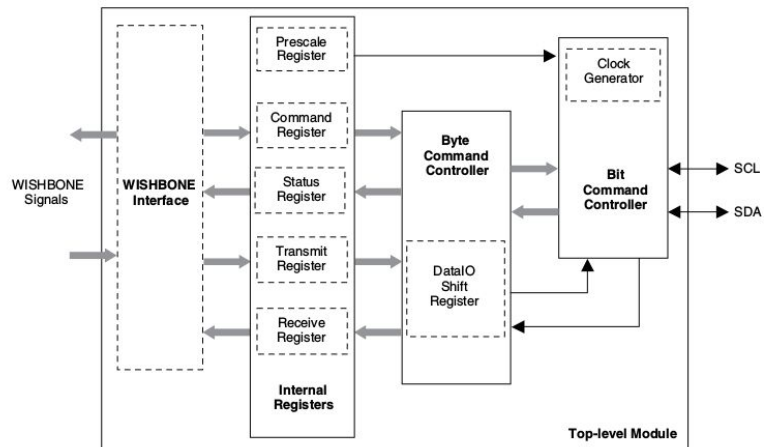 Prescale
Register
Clock
Generator
Command
Register
Byte
Command
Controller
Bit
Command
Controller
SCL
SDA
WISHBONE
Signals
WISHBONE
Interface
Status
Register
Transmit
Register
DataIO
Shift
Register
Receive
Register
Internal
Registers
Top-level Module